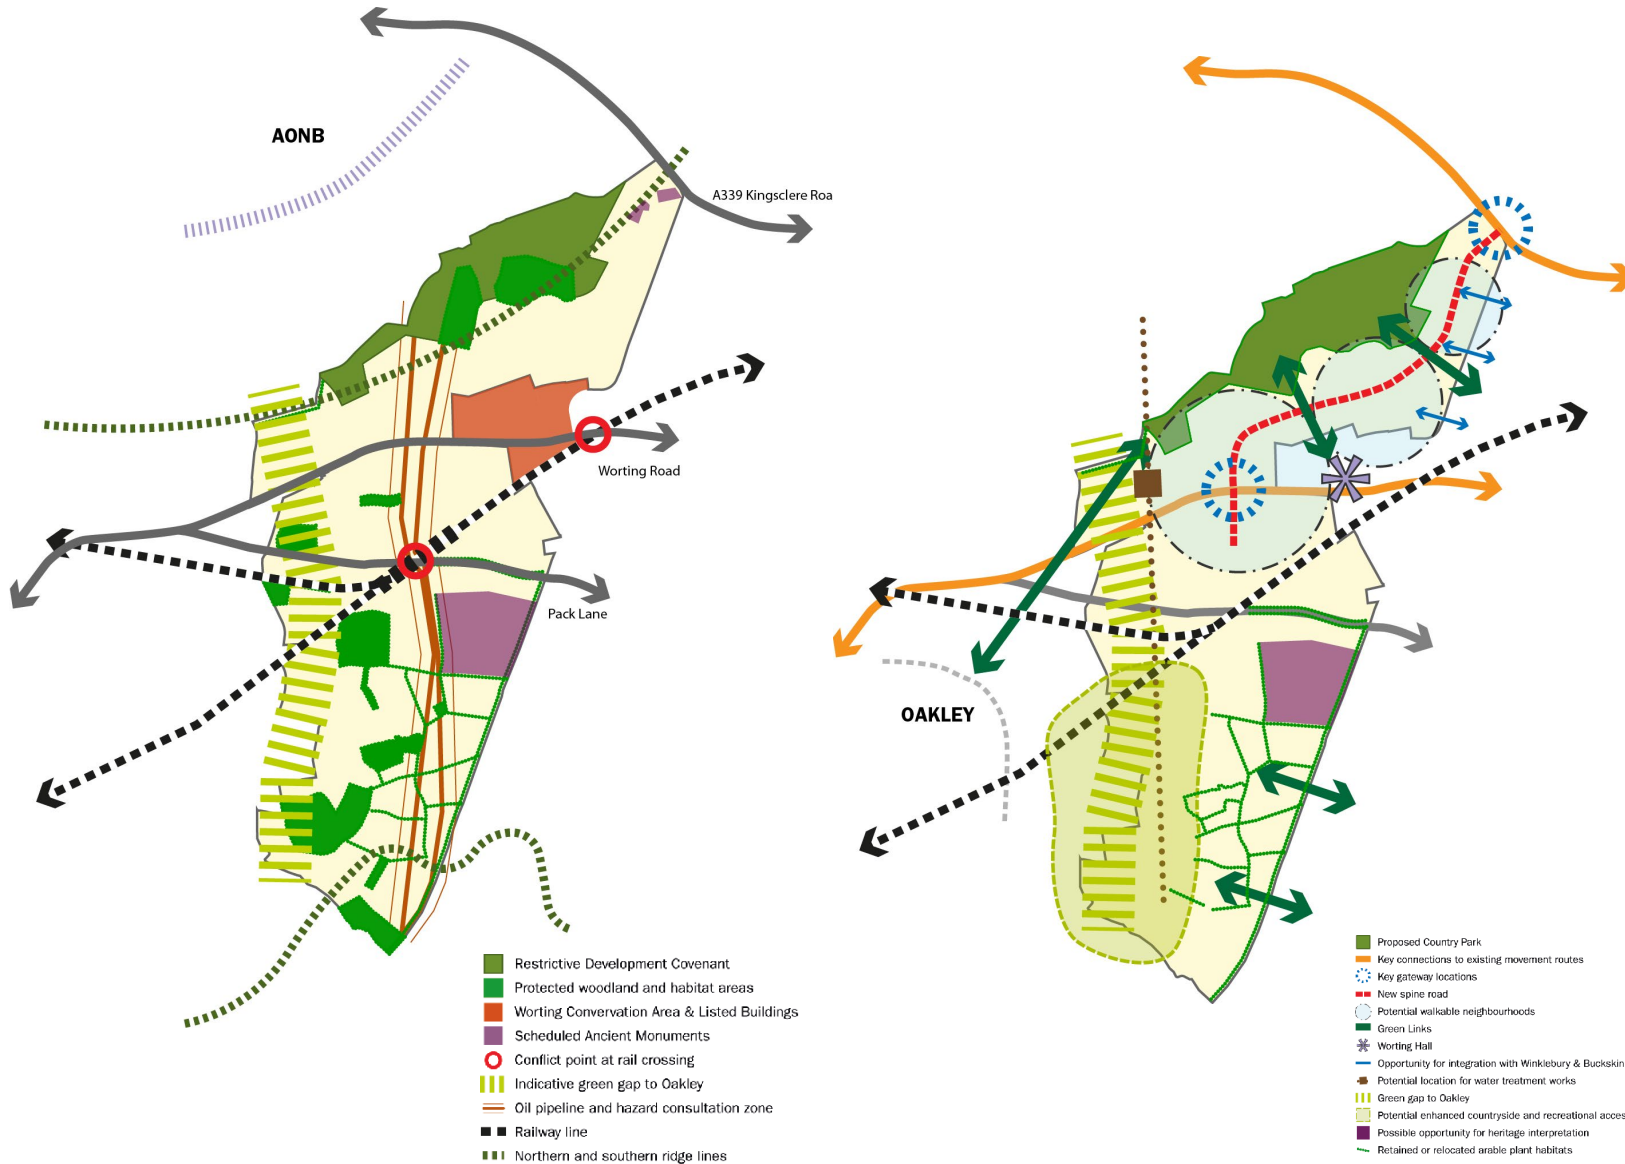 AONB
A339 Kingsclere Roa
Worting Road
Pack Lane
Restrictive Development Covenant
Protected woodland and habitat areas
Worting Convervation Area & Listed Buildings
Scheduled Ancient Monuments
Conflict point at rail crossing
Indicative green gap to Oakley
Oil pipeline and hazard consultation zone
Railway line
Northern and southern ridge lines
OAKLEY
Proposed Country Park
Key connections to existing movement routes
Key gateway locations
New spine road
Potential walkable neighbourhoods
Green Links
Worting Hall
Opportunity for integration with Winklebury & Buckskin
Potential location for water treatment works
Green gap to Oakley
Potential enhanced countryside and recreational acces
Possible opportunity for heritage interpretation
Retained or relocated arable plant habitats